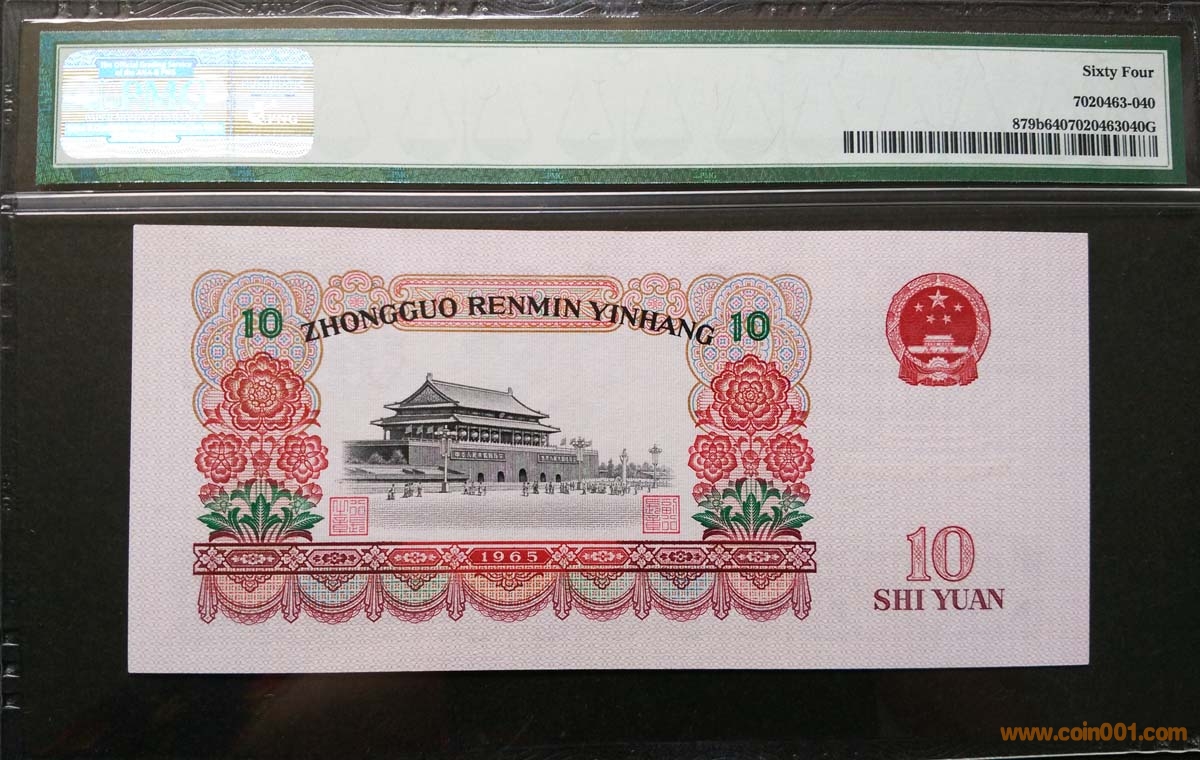 Sixty Four
7020463-040
879b6407020463040G
ZHONGGUO RENMIN YINHANG
10
10
1965
10
SHI YUAN
www.coin001.com